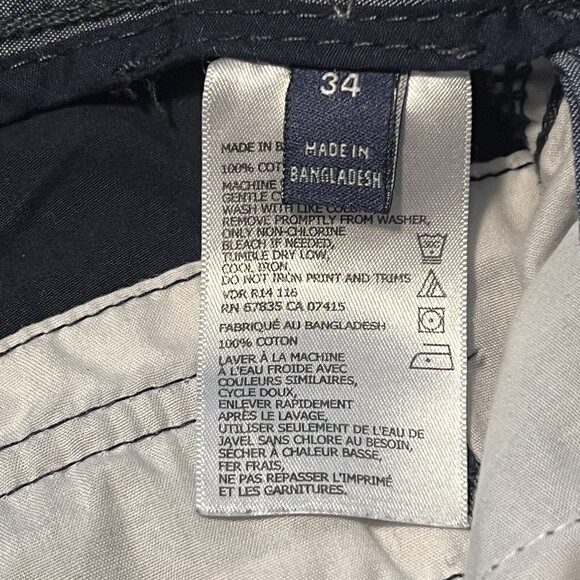 34
MADE IN
BANGLADESH
MADE IN B
100% COT
MACHINE
GENTLE C
WASH WITH LIKE COLO
REMOVE PROMPTLY FROM WASHER,
ONLY NON-CHLORINE
BLEACH IF NEEDED,
TUMBLE DRY LOW,
COOL IRON.
DO NOT IRON PRINT AND TRIMS
VDR R14 116
RN 67835 CA 07415
FABRIQUÉ AU BANGLADESH
100% COTON
LAVER À LA MACHINE
À L'EAU FROIDE AVEC
COULEURS SIMILAIRES,
CYCLE DOUX,
ENLEVER RAPIDEMENT
APRÈS LE LAVAGE,
UTILISER SEULEMENT DE L'EAU DE
JAVEL SANS CHLORE AU BESOIN,
SÉCHER À CHALEUR BASSE,
FER FRAIS,
NE PAS REPASSER L'IMPRIMÉ
ET LES GARNITURES.